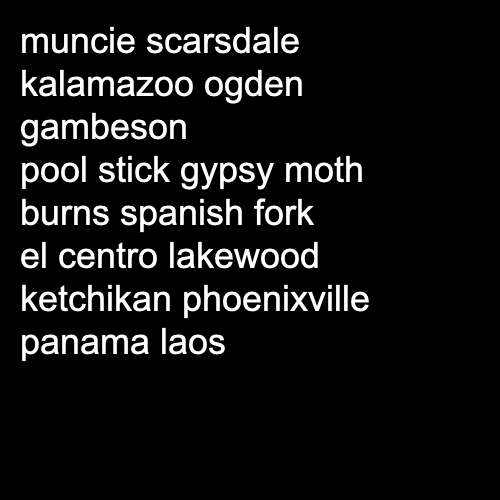 muncie scarsdale
kalamazoo ogden
gambeson
pool stick gypsy moth
burns spanish fork
el centro lakewood
ketchikan phoenixville
panama laos